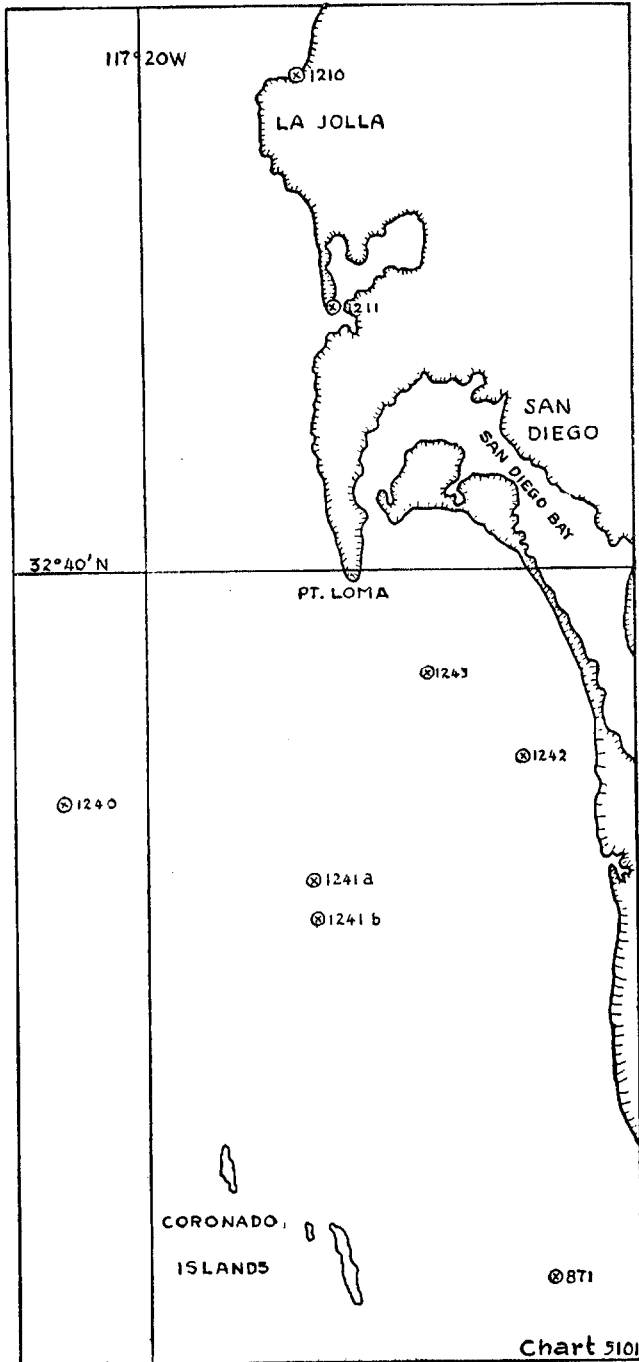 117°20W
1210
LA JOLLA
1211
SAN
DIEGO
SAN DIEGO BAY
32°40'N
PT. LOMA
1243
1242
1240
1241a
1241 b
CORONADO
ISLANDS
871
Chart 5101